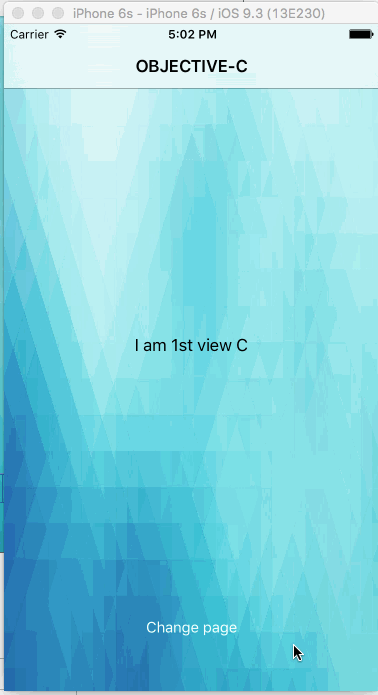 iPhone 6s - iPhone 6s / iOS 9.3 (13E230)
Carrier 5:02 PM
OBJECTIVE-C
I am 1st view C
Change page